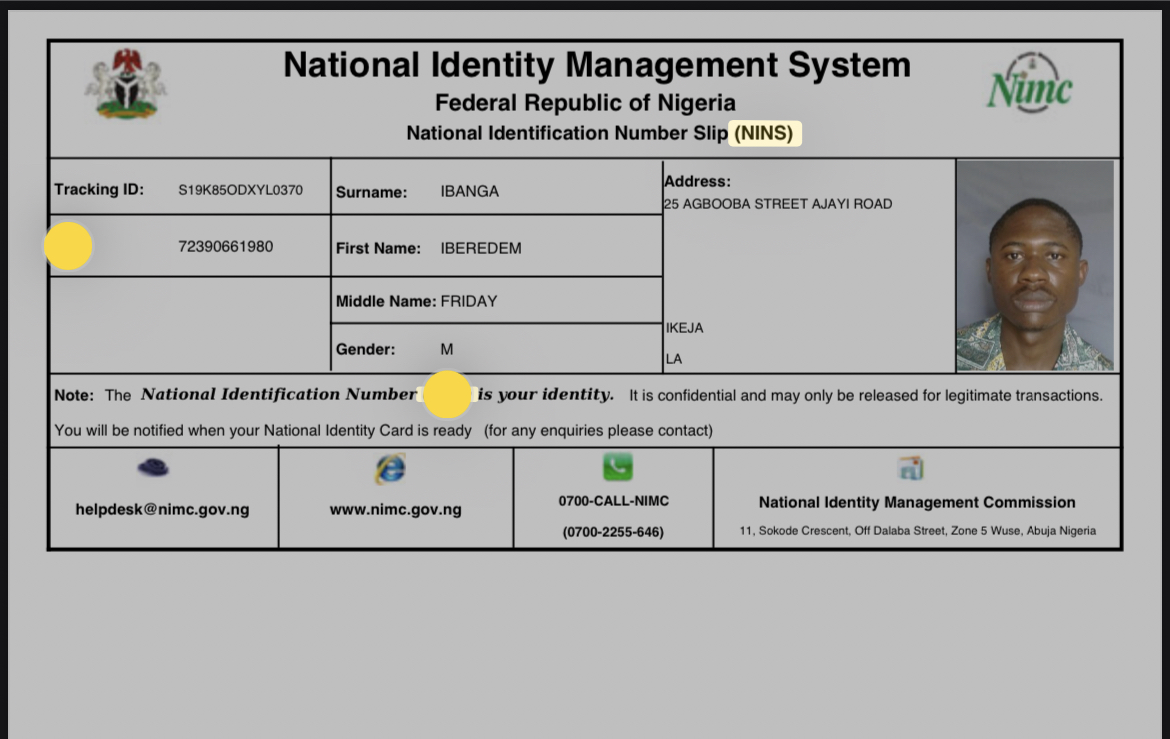 National Identity Management System
Federal Republic of Nigeria
National Identification Number Slip (NINS)
Nimc
Tracking ID: S19K85ODXYL0370
Surname: IBANGA
Address:
25 AGBOOBA STREET AJAYI ROAD
72390661980
First Name: IBEREDEM
Middle Name: FRIDAY
IKEJA
Gender: M
LA
Note: The National Identification Number is your identity. It is confidential and may only be released for legitimate transactions.
You will be notified when your National Identity Card is ready (for any enquiries please contact)
helpdesk@nimc.gov.ng
www.nimc.gov.ng
0700-CALL-NIMC
(0700-2255-646)
National Identity Management Commission
11, Sokode Crescent, Off Dalaba Street, Zone 5 Wuse, Abuja Nigeria